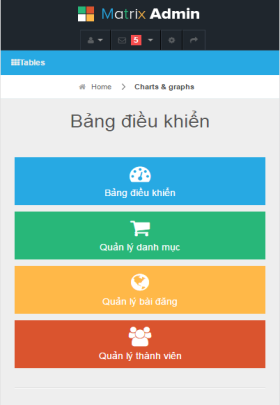 Matrix Admin
5
Tables
Home > Charts & graphs
Bảng điều khiển
Bảng điều khiển
Quản lý danh mục
Quản lý bài đăng
Quản lý thành viên